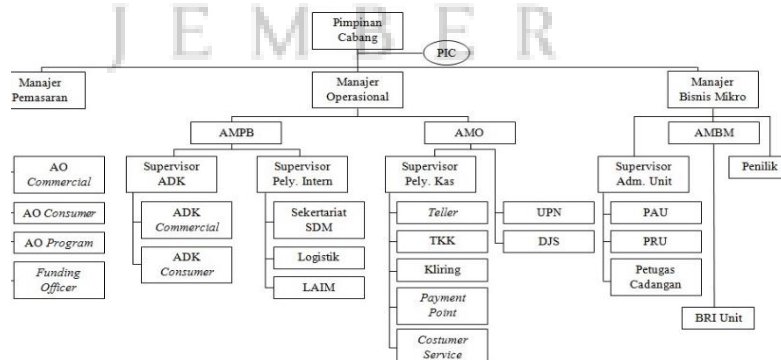 JEMBER
Pimpinan
Cabang
PIC
Manajer
Pemasaran
Manajer
Operasional
Manajer
Bisnis Mikro
AMPB
AMO
AMBM
Penilik
AO
Commercial
AO Consumer
AO Program
Funding
Officer
Supervisor
ADK
ADK
Commercial
ADK
Consumer
Supervisor
Pely. Intern
Sekertariat
SDM
Logistik
LAIM
Supervisor
Pely. Kas
Teller
TKK
Kliring
Payment
Point
Costumer
Service
UPN
DJS
Supervisor
Adm. Unit
PAU
PRU
Petugas
Cadangan
BRI Unit